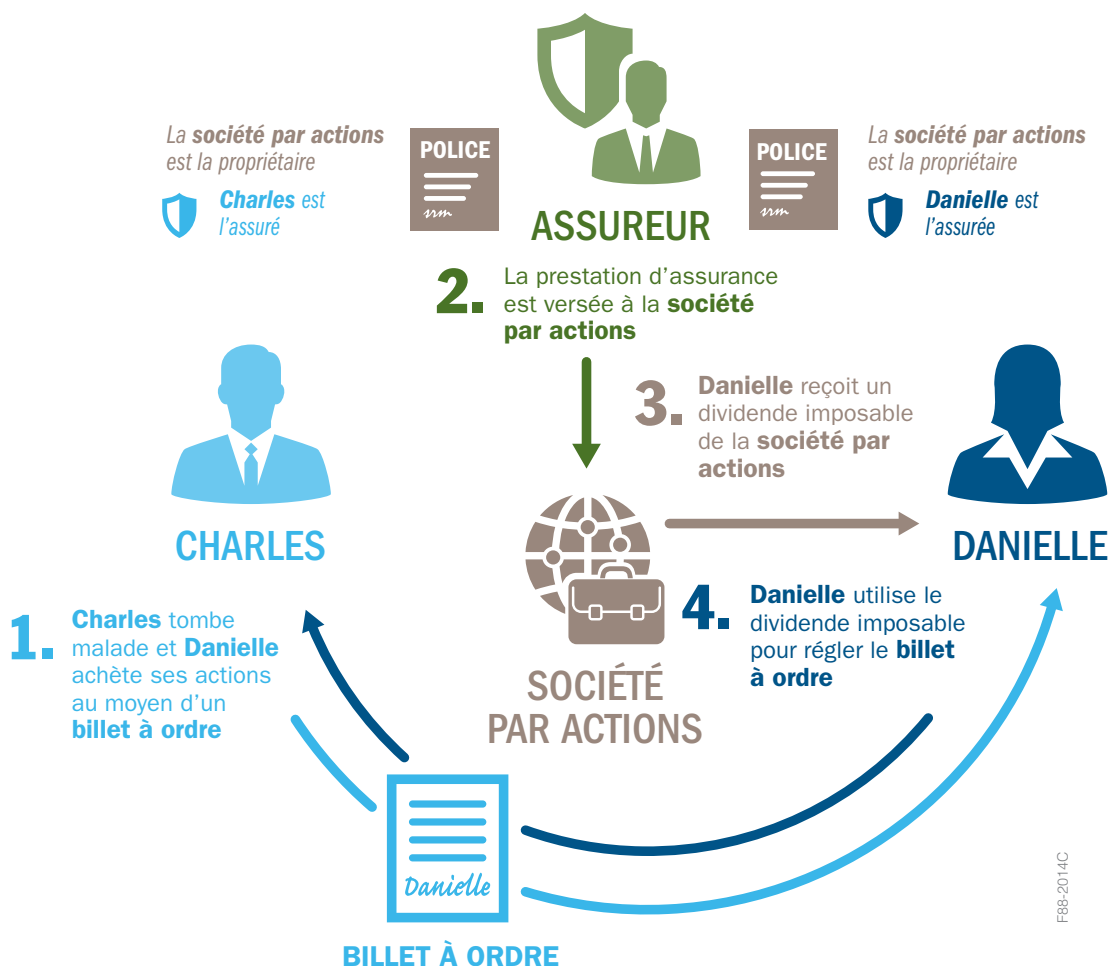 La société par actions
est la propriétaire
Charles est
l'assuré
POLICE
POLICE
La société par actions
est la propriétaire
Danielle est
l'assurée
ASSUREUR
2. La prestation d'assurance
est versée à la société
par actions
3. Danielle reçoit un
dividende imposable
de la société par
actions
CHARLES
DANIELLE
1. Charles tombe
malade et Danielle
achète ses actions
au moyen d'un
billet à ordre
SOCIÉTÉ
PAR ACTIONS
4. Danielle utilise le
dividende imposable
pour régler le billet
à ordre
Danielle
BILLET À ORDRE
F88-2014C